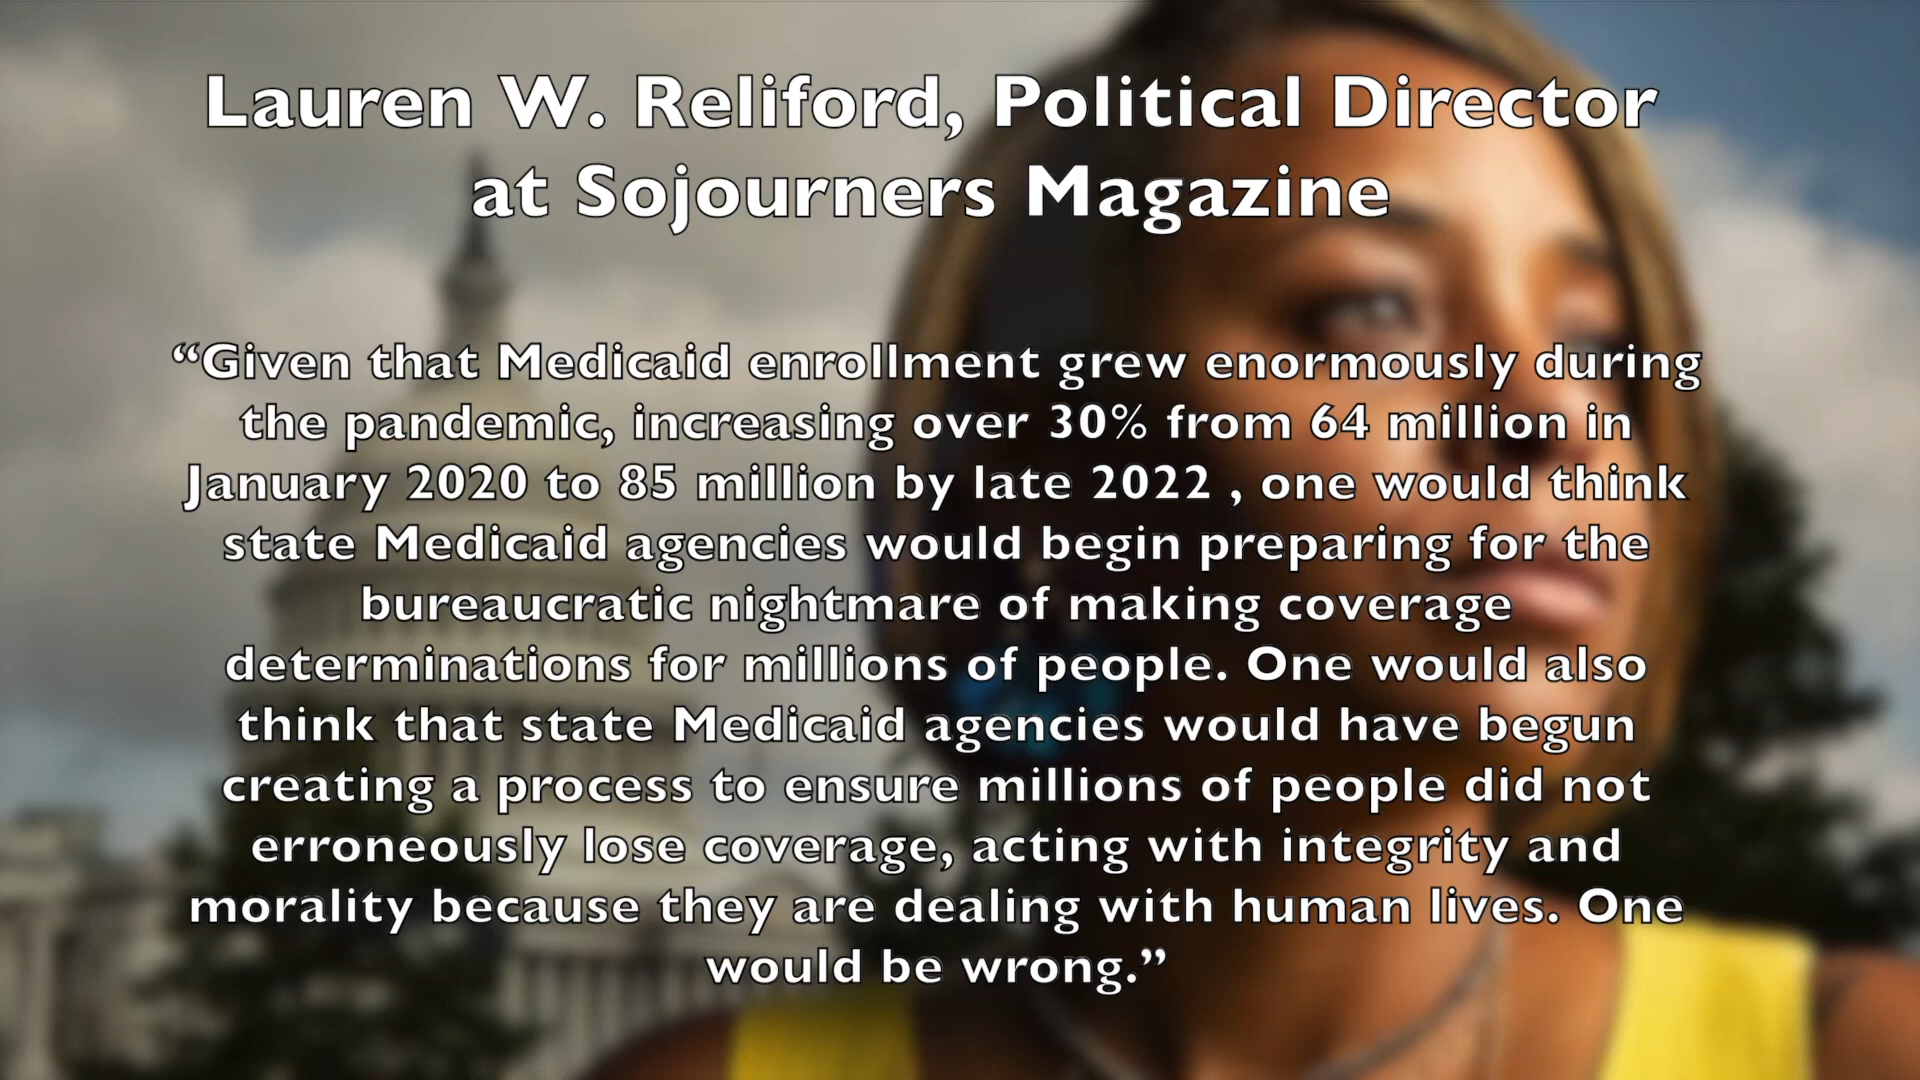 Lauren W. Reliford, Political Director
at Sojourners Magazine
“Given that Medicaid enrollment grew enormously during
the pandemic, increasing over 30% from 64 million in
January 2020 to 85 million by late 2022 , one would think
state Medicaid agencies would begin preparing for the
bureaucratic nightmare of making coverage
determinations for millions of people. One would also
think that state Medicaid agencies would have begun
creating a process to ensure millions of people did not
erroneously lose coverage, acting with integrity and
morality because they are dealing with human lives. One
would be wrong.”